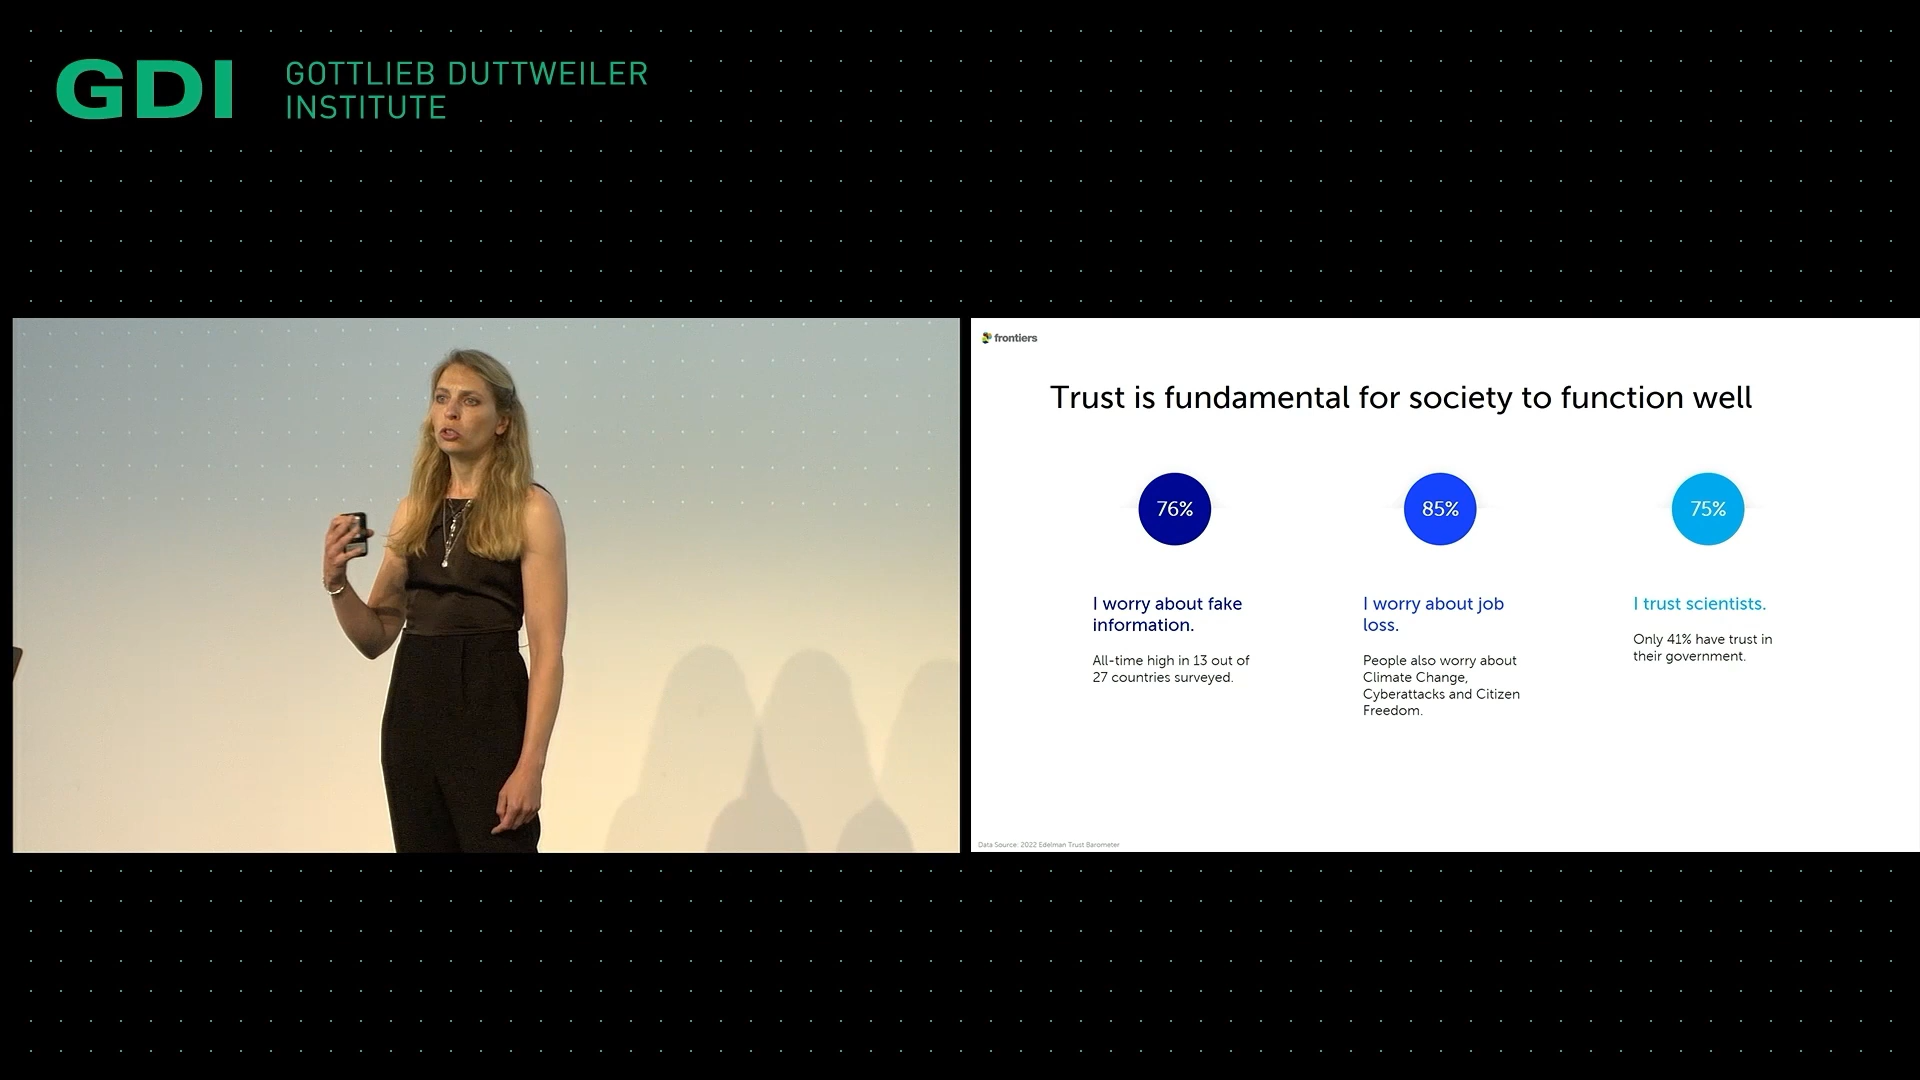 GDI
GOTTLIEB DUTTWEILER
INSTITUTE
frontiers
Trust is fundamental for society to function well
76%
85%
75%
I worry about fake
information.
All-time high in 13 out of
27 countries surveyed.
I worry about job
loss.
People also worry about
Climate Change,
Cyberattacks and Citizen
Freedom.
I trust scientists.
Only 41% have trust in
their government.
Data Source: 2022 Edelman Trust Barometer